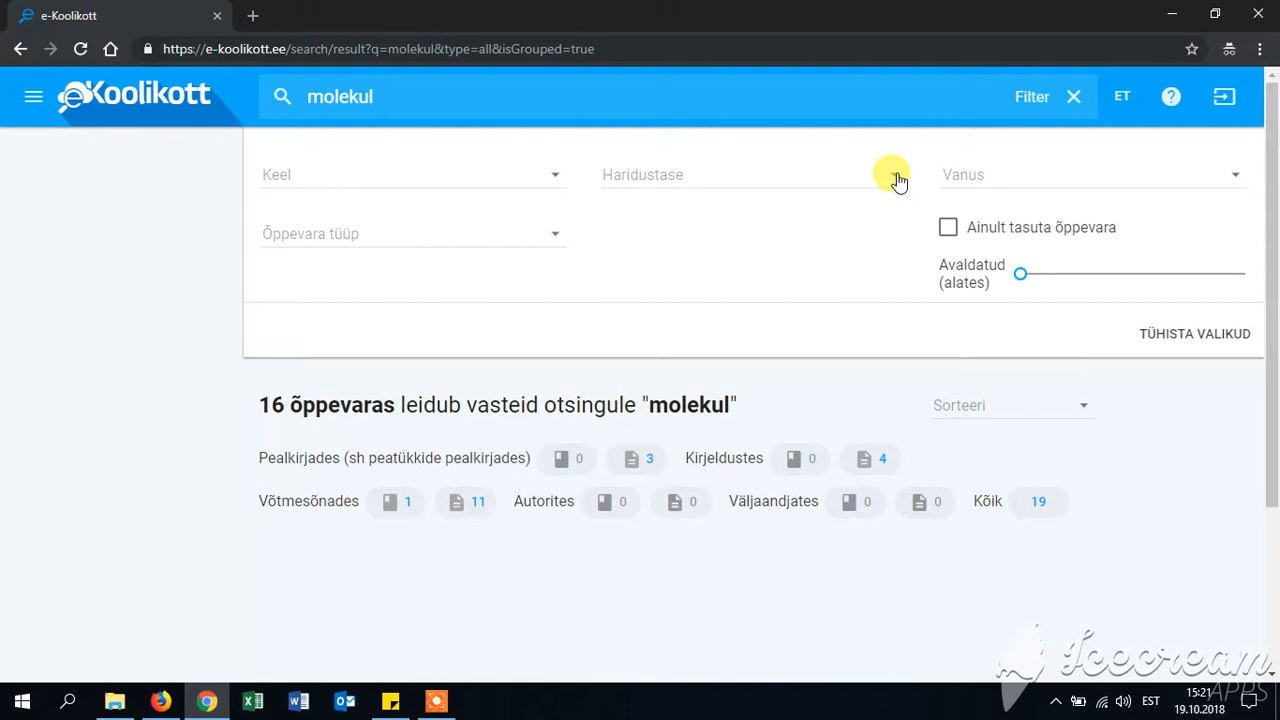 e-Koolikott
https://e-koolikott.ee/search/result?q=molekul&type=all&isGrouped=true
eKoolikott molekul Filter ET
Keel Haridustase Vanus
Õppevara tüüp Ainult tasuta õppevara
Avaldatud
(alates)
TÜHISTA VALIKUD
16 õppevaras leidub vasteid otsingule "molekul" Sorteeri
Pealkirjades (sh peatükkide pealkirjades) 0 3 Kirjeldustes 0 4
Võtmesõnades 1 11 Autorites 0 0 Väljaandjates 0 0 Kõik 19
Icecream
APPS
EST 15:21
19.10.2018